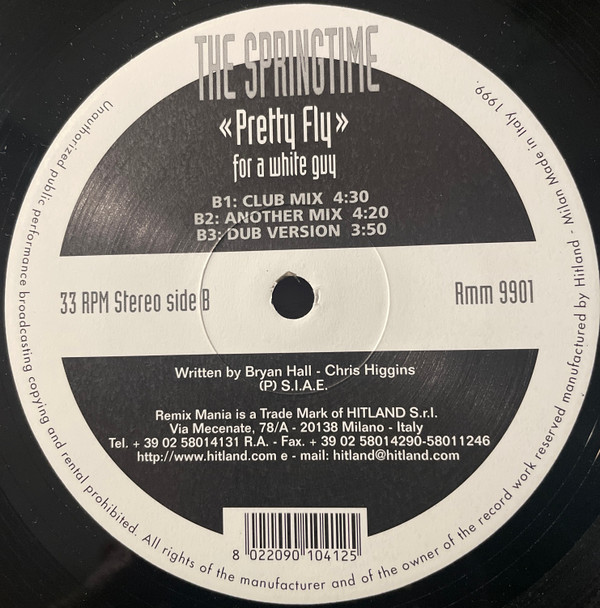 THE SPRINGTIME
«Pretty Fly»
for a white guy
B1: CLUB MIX 4:30
B2: ANOTHER MIX 4:20
B3: DUB VERSION 3:50
33 RPM Stereo side B
Rmm 9901
Written by Bryan Hall - Chris Higgins
(P) S.I.A.E.
Remix Mania is a Trade Mark of HITLAND S.r.l.
Via Mecenate, 78/A - 20138 Milano - Italy
Tel. + 39 02 58014131 R.A. - Fax. + 39 02 58014290-58011246
http://www.hitland.com e - mail: hitland@hitland.com
8 022090 104125
Unauthorized public performance broadcasting copying and rental prohibited. All rights of the manufacturer and of the owner of the record work reserved manufactured by Hitland - Milan Made in Italy 1999.